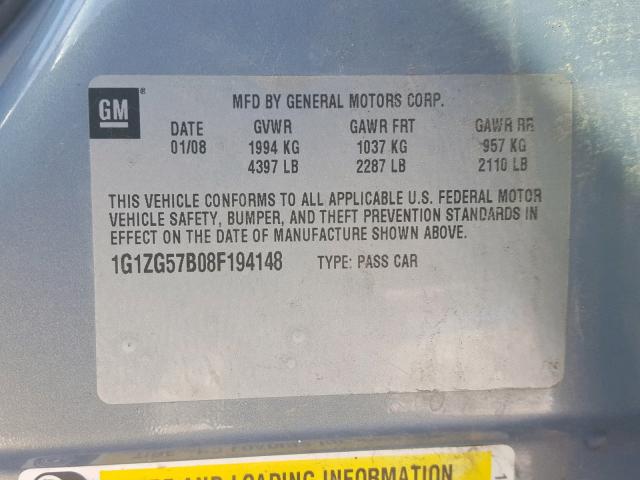 GM ®
MFD BY GENERAL MOTORS CORP.
DATE GVWR GAWR FRT GAWR RR
01/08 1994 KG 1037 KG 957 KG
4397 LB 2287 LB 2110 LB
THIS VEHICLE CONFORMS TO ALL APPLICABLE U.S. FEDERAL MOTOR
VEHICLE SAFETY, BUMPER, AND THEFT PREVENTION STANDARDS IN
EFFECT ON THE DATE OF MANUFACTURE SHOWN ABOVE.
1G1ZG57B08F194148 TYPE: PASS CAR
AND LOADING INFORMATION